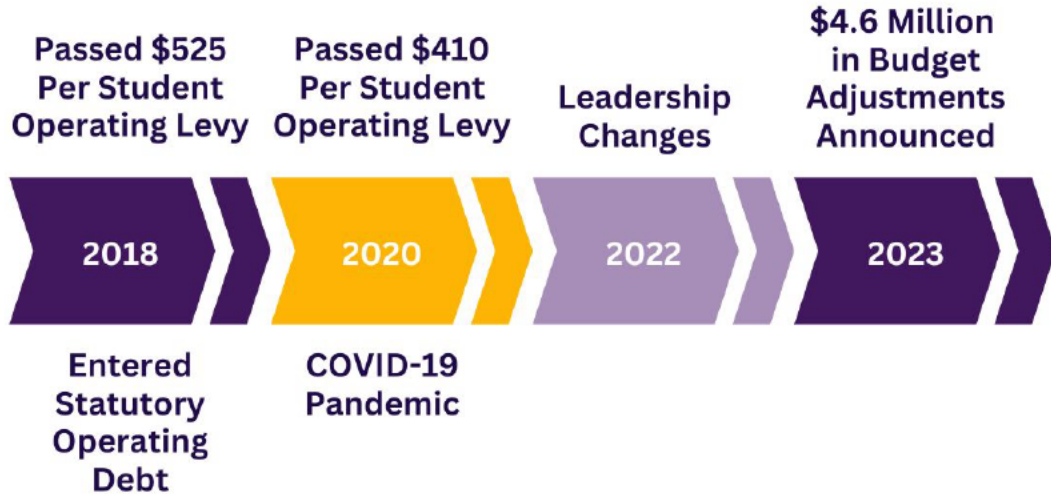 Passed $525
Per Student
Operating Levy
Passed $410
Per Student
Operating Levy
Leadership
Changes
$4.6 Million
in Budget
Adjustments
Announced
2018
2020
2022
2023
Entered
Statutory
Operating
Debt
COVID-19
Pandemic